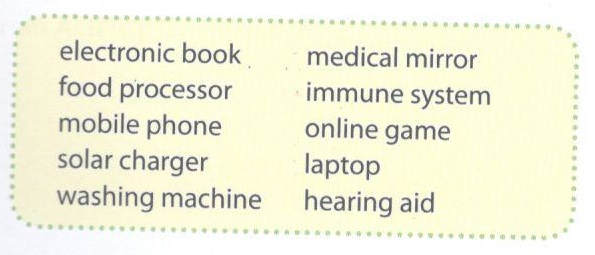 electronic book
food processor
mobile phone
solar charger
washing machine
medical mirror
immune system
online game
laptop
hearing aid